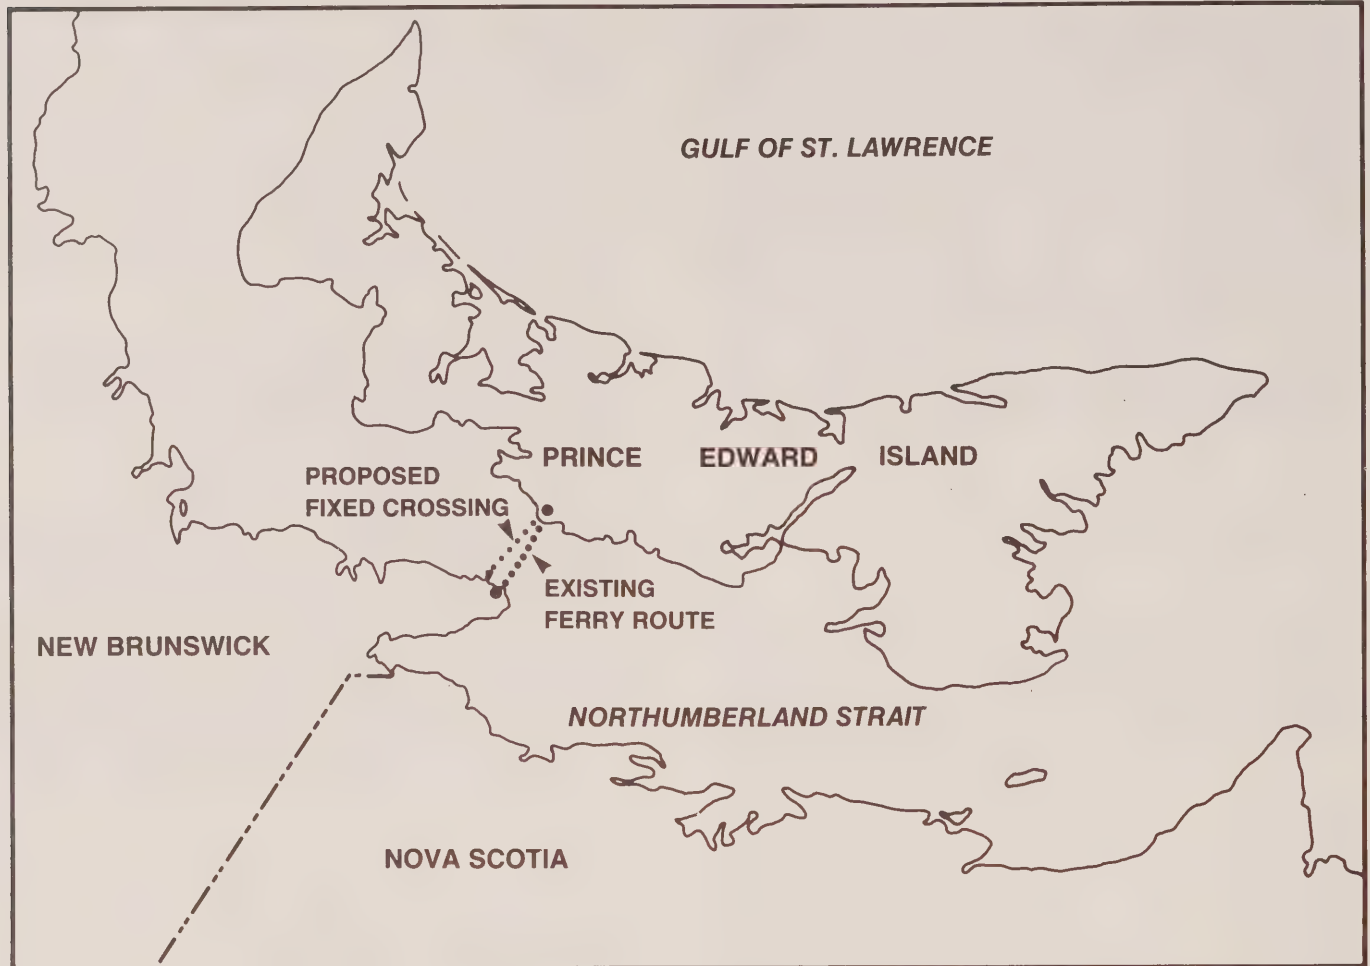 GULF OF ST. LAWRENCE
PRINCE EDWARD ISLAND
PROPOSED
FIXED CROSSING
EXISTING
FERRY ROUTE
NEW BRUNSWICK
NORTHUMBERLAND STRAIT
NOVA SCOTIA